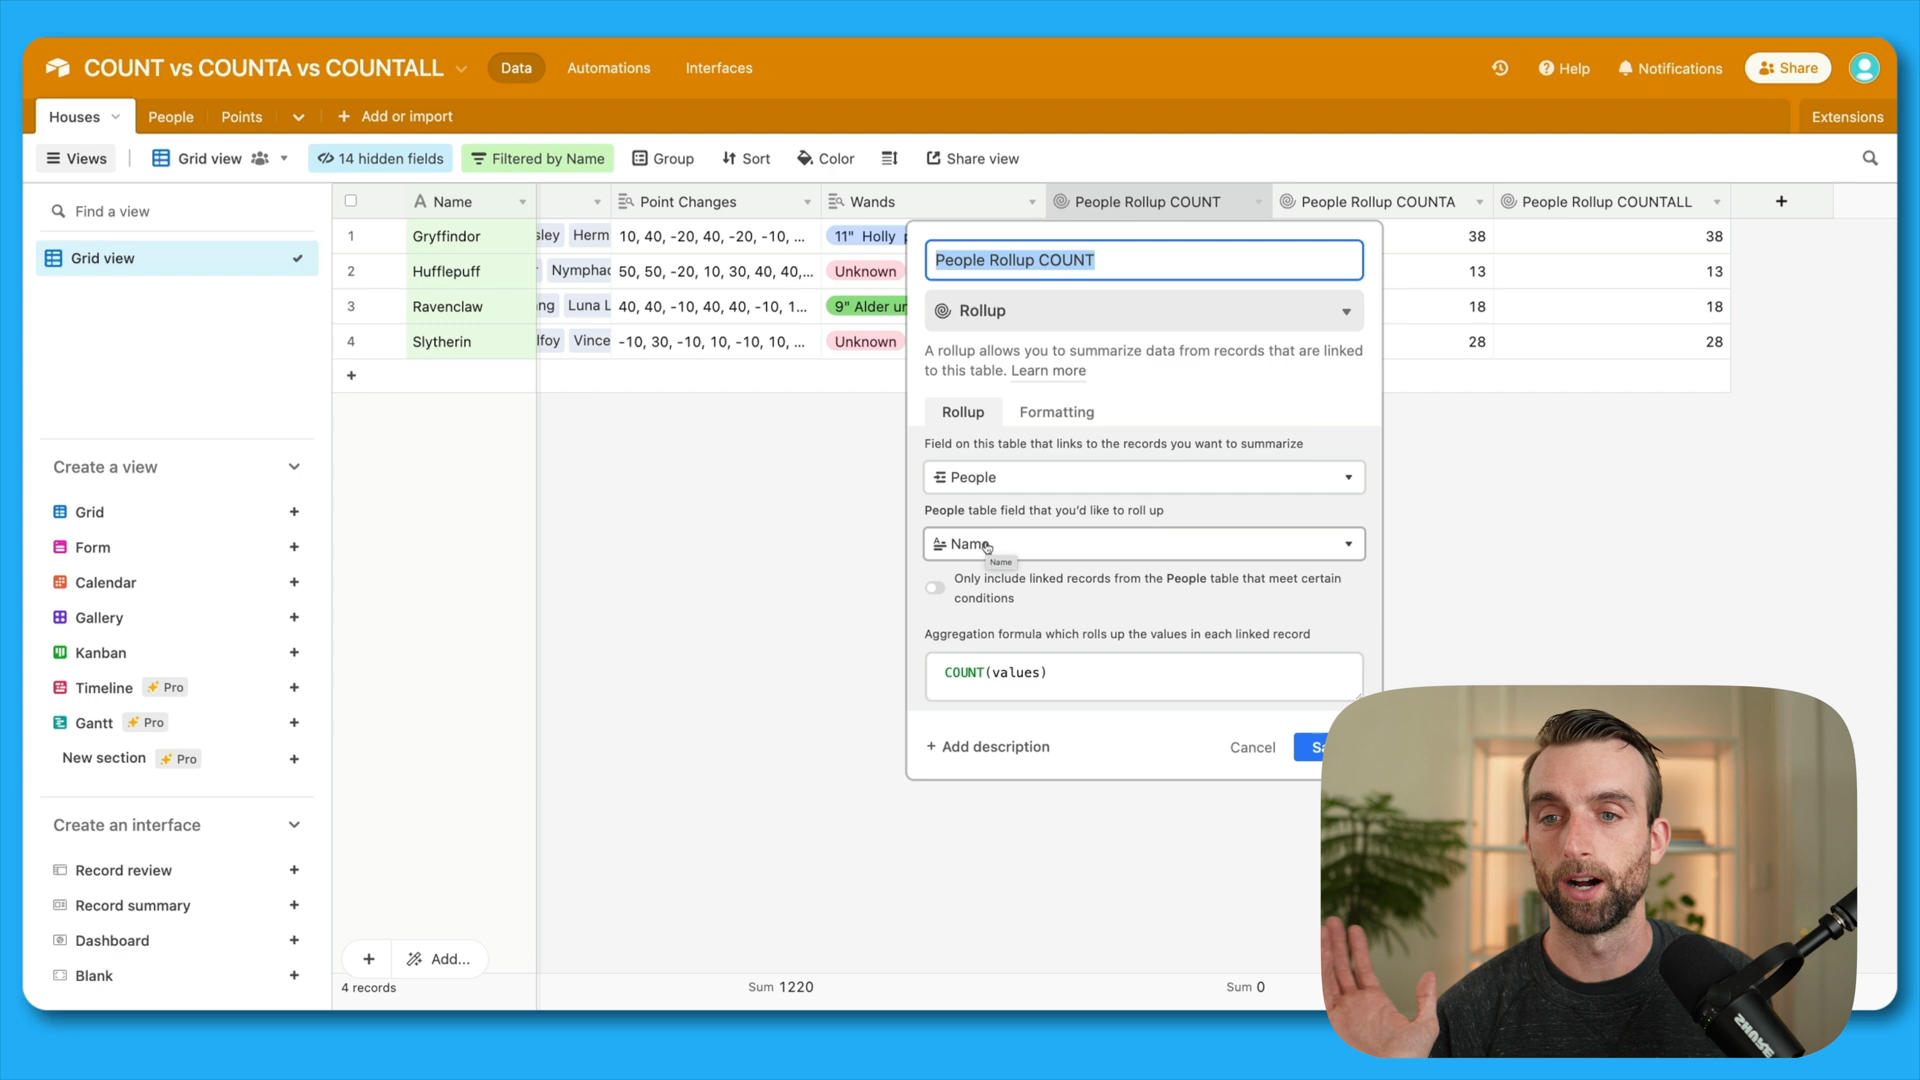 COUNT vs COUNTA vs COUNTALL
Data
Automations
Interfaces
Help
Notifications
Share
Houses
People
Points
Add or import
Extensions
Views
Grid view
14 hidden fields
Filtered by Name
Group
Sort
Color
Share view
Find a view
Grid view
Create a view
Grid
Form
Calendar
Gallery
Kanban
Timeline Pro
Gantt Pro
New section Pro
Create an interface
Record review
Record summary
Dashboard
Blank
Name Point Changes Wands People Rollup COUNT People Rollup COUNTA People Rollup COUNTALL
1 Gryffindor sley Herm 10, 40, -20, 40, -20, -10, ... 11" Holly p 38 38
2 Hufflepuff Nymphac 50, 50, -20, 10, 30, 40, 40,... Unknown 13 13
3 Ravenclaw ng Luna L 40, 40, -10, 40, 40, -10, 1... 9" Alder un 18 18
4 Slytherin lfoy Vince -10, 30, -10, 10, -10, 10, ... Unknown 28 28
People Rollup COUNT
Rollup
A rollup allows you to summarize data from records that are linked
to this table. Learn more
Rollup Formatting
Field on this table that links to the records you want to summarize
People
People table field that you'd like to roll up
Name
Name
Only include linked records from the People table that meet certain
conditions
Aggregation formula which rolls up the values in each linked record
COUNT(values)
Add description
Cancel
Sa
Add...
4 records
Sum 1220
Sum 0
SHURE